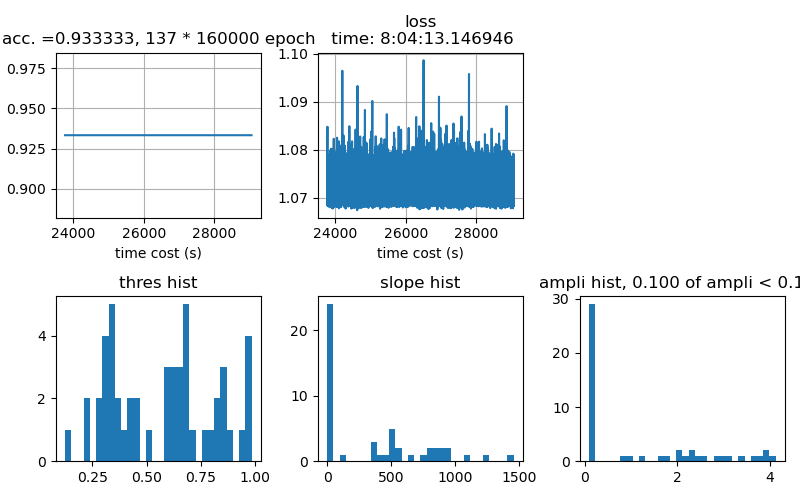 acc. =0.933333, 137 * 160000 epoch
loss
time: 8:04:13.146946
0.975
0.950
0.925
0.900
24000 26000 28000
time cost (s)
1.10
1.09
1.08
1.07
24000 26000 28000
time cost (s)
thres hist
4
2
0
0.25 0.50 0.75 1.00
slope hist
20
10
0
0 500 1000 1500
ampli hist, 0.100 of ampli < 0.1
30
20
10
0
0 2 4